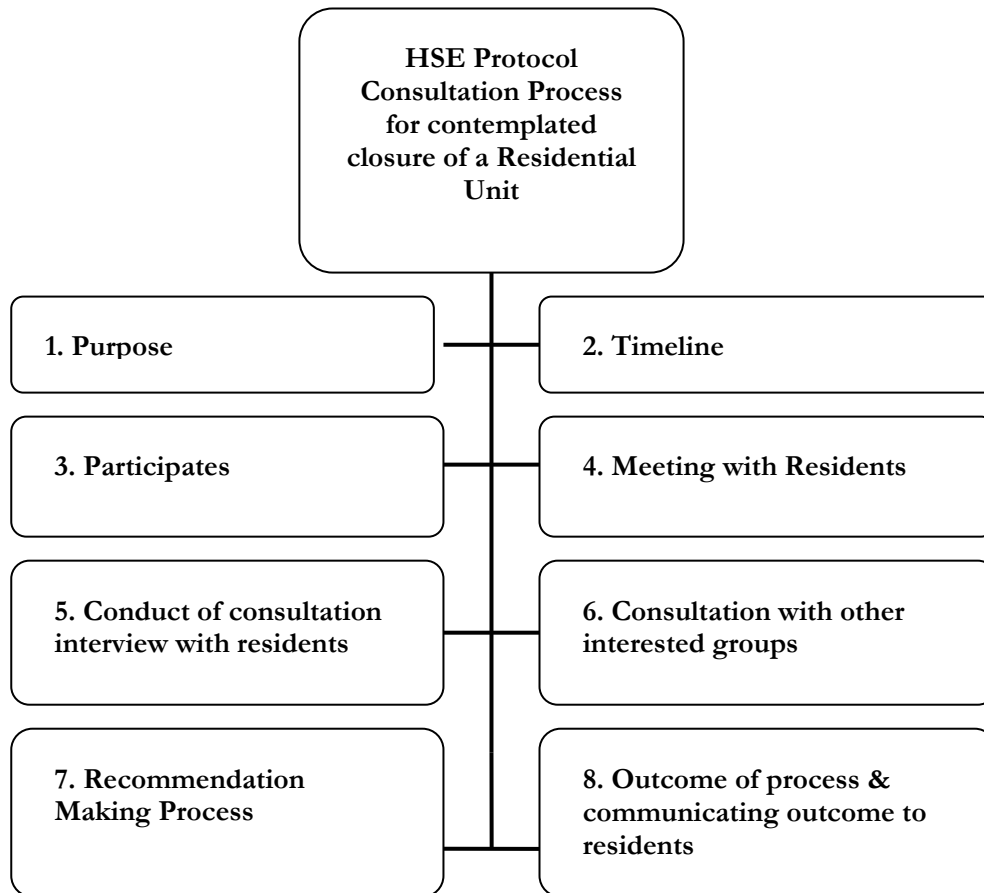 HSE Protocol
Consultation Process
for contemplated
closure of a Residential
Unit
1. Purpose
2. Timeline
3. Participates
4. Meeting with Residents
5. Conduct of consultation
interview with residents
6. Consultation with other
interested groups
7. Recommendation
Making Process
8. Outcome of process &
communicating outcome to
residents